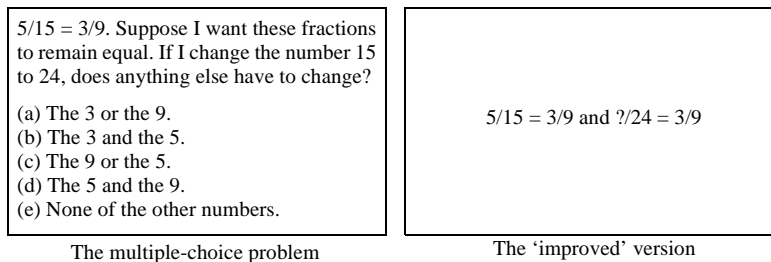 5/15 = 3/9. Suppose I want these fractions
to remain equal. If I change the number 15
to 24, does anything else have to change?
(a) The 3 or the 9.
(b) The 3 and the 5.
(c) The 9 or the 5.
(d) The 5 and the 9.
(e) None of the other numbers.
The multiple-choice problem
5/15 = 3/9 and ?/24 = 3/9
The ‘improved’ version